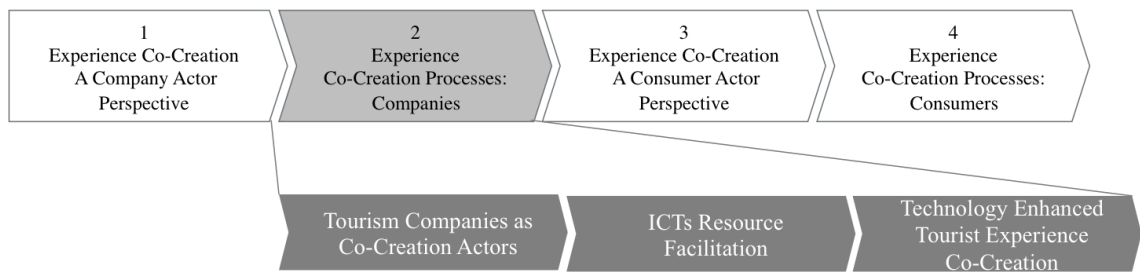 1
Experience Co-Creation
A Company Actor
Perspective
2
Experience
Co-Creation Processes:
Companies
3
Experience Co-Creation
A Consumer Actor
Perspective
4
Experience
Co-Creation Processes:
Consumers
Tourism Companies as
Co-Creation Actors
ICTs Resource
Facilitation
Technology Enhanced
Tourist Experience
Co-Creation